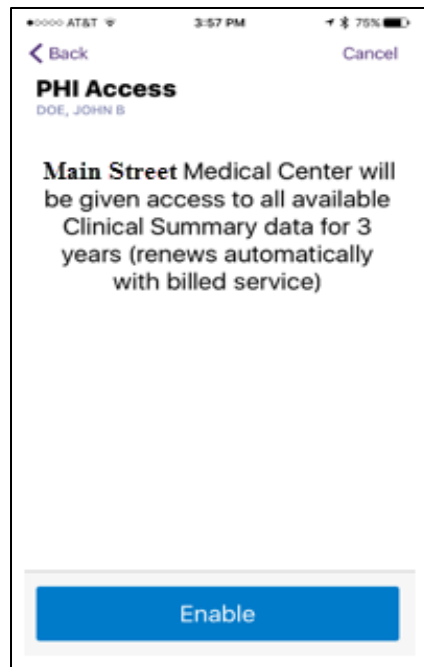 AT&T 3:57 PM 75%
Back Cancel
PHI Access
DOE, JOHN B
Main Street Medical Center will
be given access to all available
Clinical Summary data for 3
years (renews automatically
with billed service)
Enable